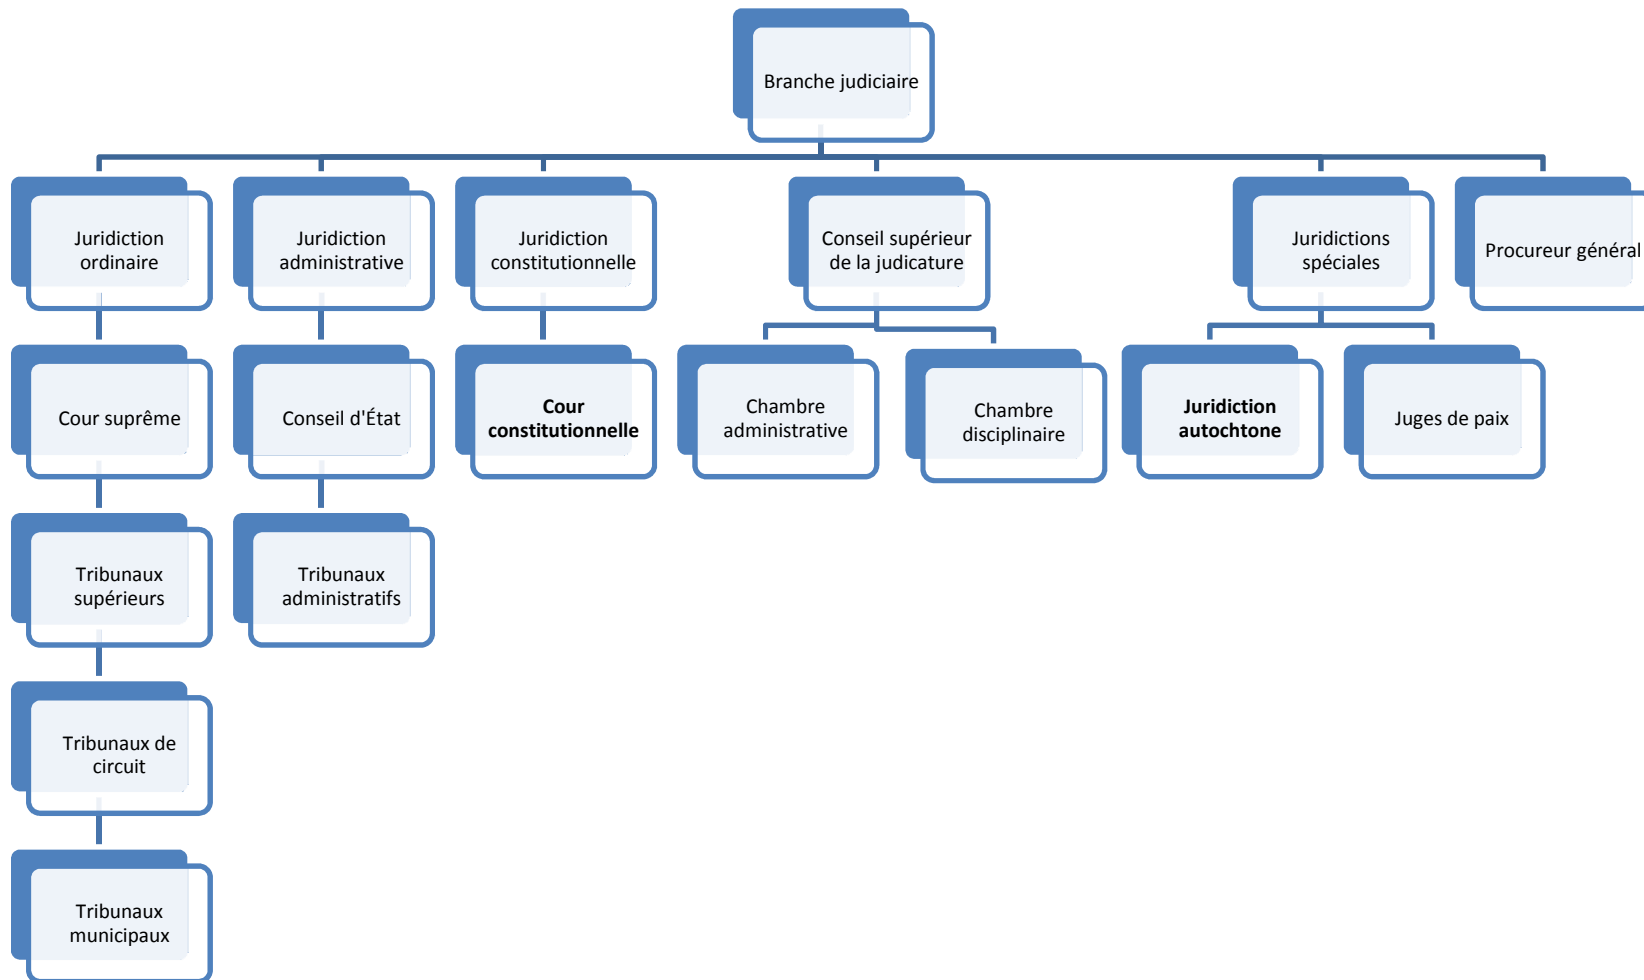 Branche judiciaire
Juridiction
ordinaire
Juridiction
administrative
Juridiction
constitutionnelle
Conseil supérieur
de la judicature
Juridictions
spéciales
Procureur général
Cour suprême
Conseil d'État
Cour
constitutionnelle
Chambre
administrative
Chambre
disciplinaire
Juridiction
autochtone
Juges de paix
Tribunaux
supérieurs
Tribunaux
administratifs
Tribunaux de
circuit
Tribunaux
municipaux